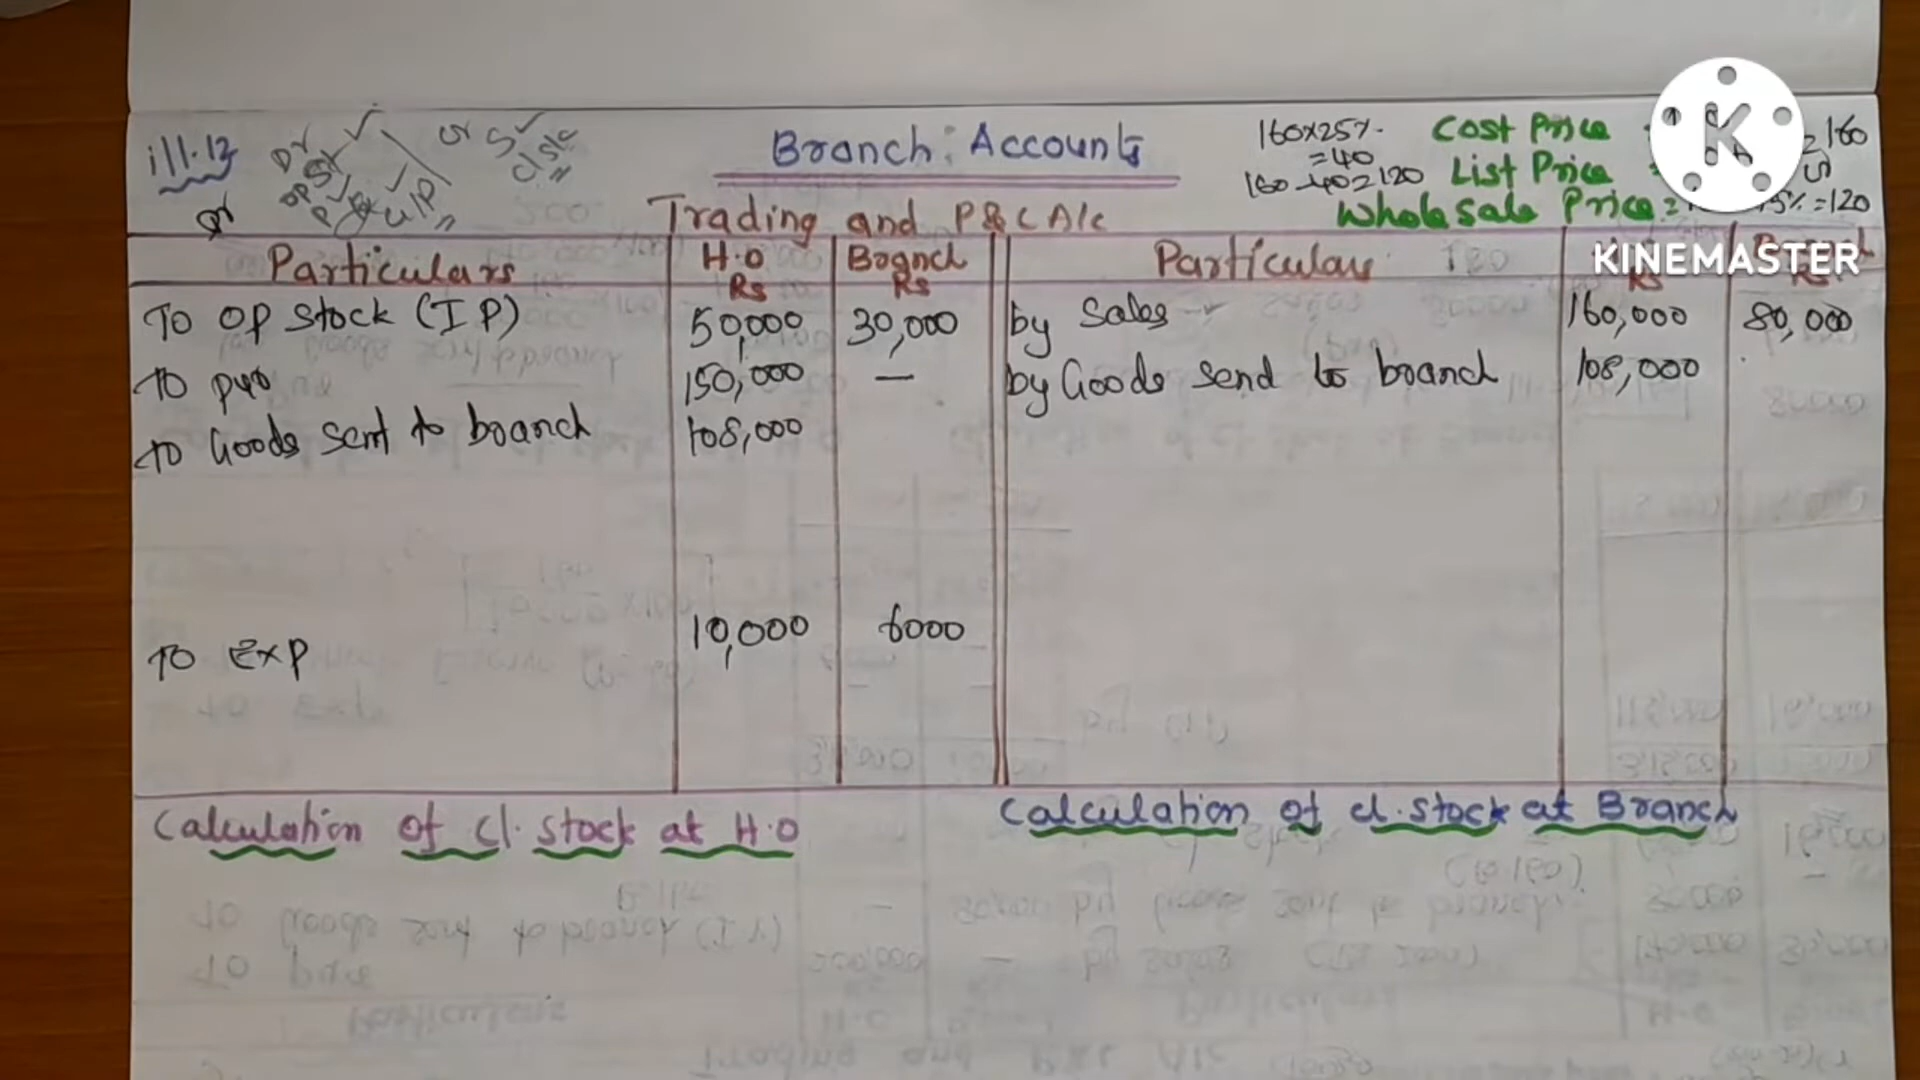 ill.12
Branch : Accounts
160x25%.
=40
160-40=120
Cost Price
=160
List Price
Wholesale Price =
=120
Trading and P&L A/c
Particulars H.O Rs Branch Rs Particulars
KINEMASTER
To Op Stock (IP) 50,000 30,000 by Sales 160,000 80,000
To pur 150,000 — by Goods send to branch 108,000
To Goods sent to branch 108,000
To Exp 10,000 6000
Calculation of Cl. stock at H.O
Calculation of cl. stock at Branch